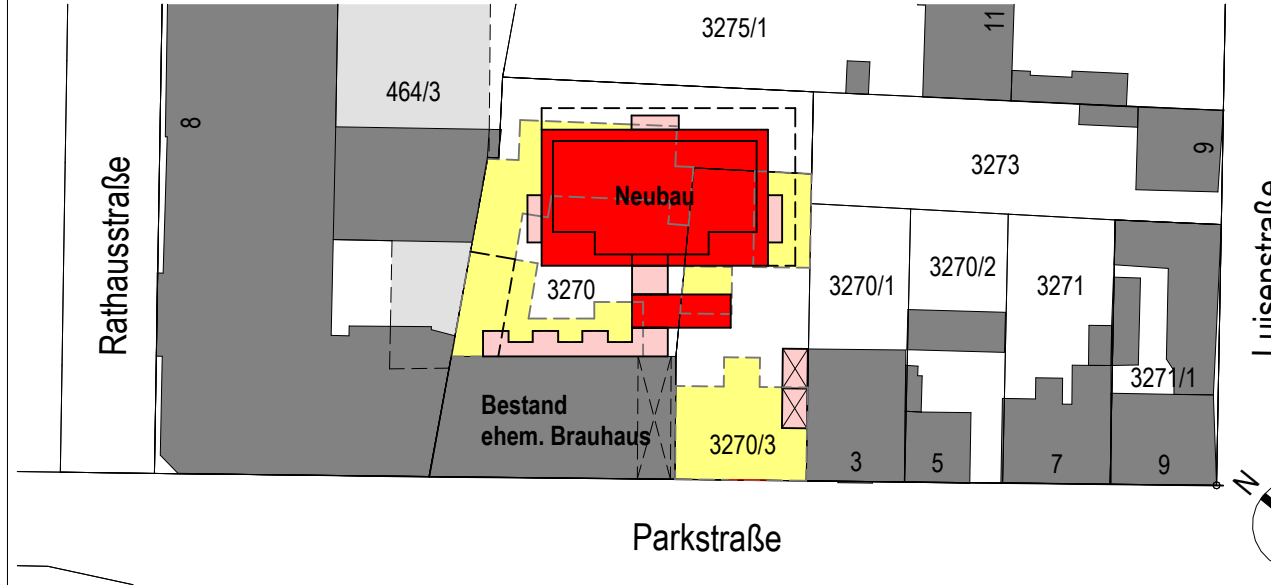 3275/1
11
464/3
8
9
3273
Neubau
Rathausstraße
Luisenstraße
3270
3270/1
3270/2
3271
3271/1
Bestand
ehem. Brauhaus
3270/3
3
5
7
9
N
Parkstraße